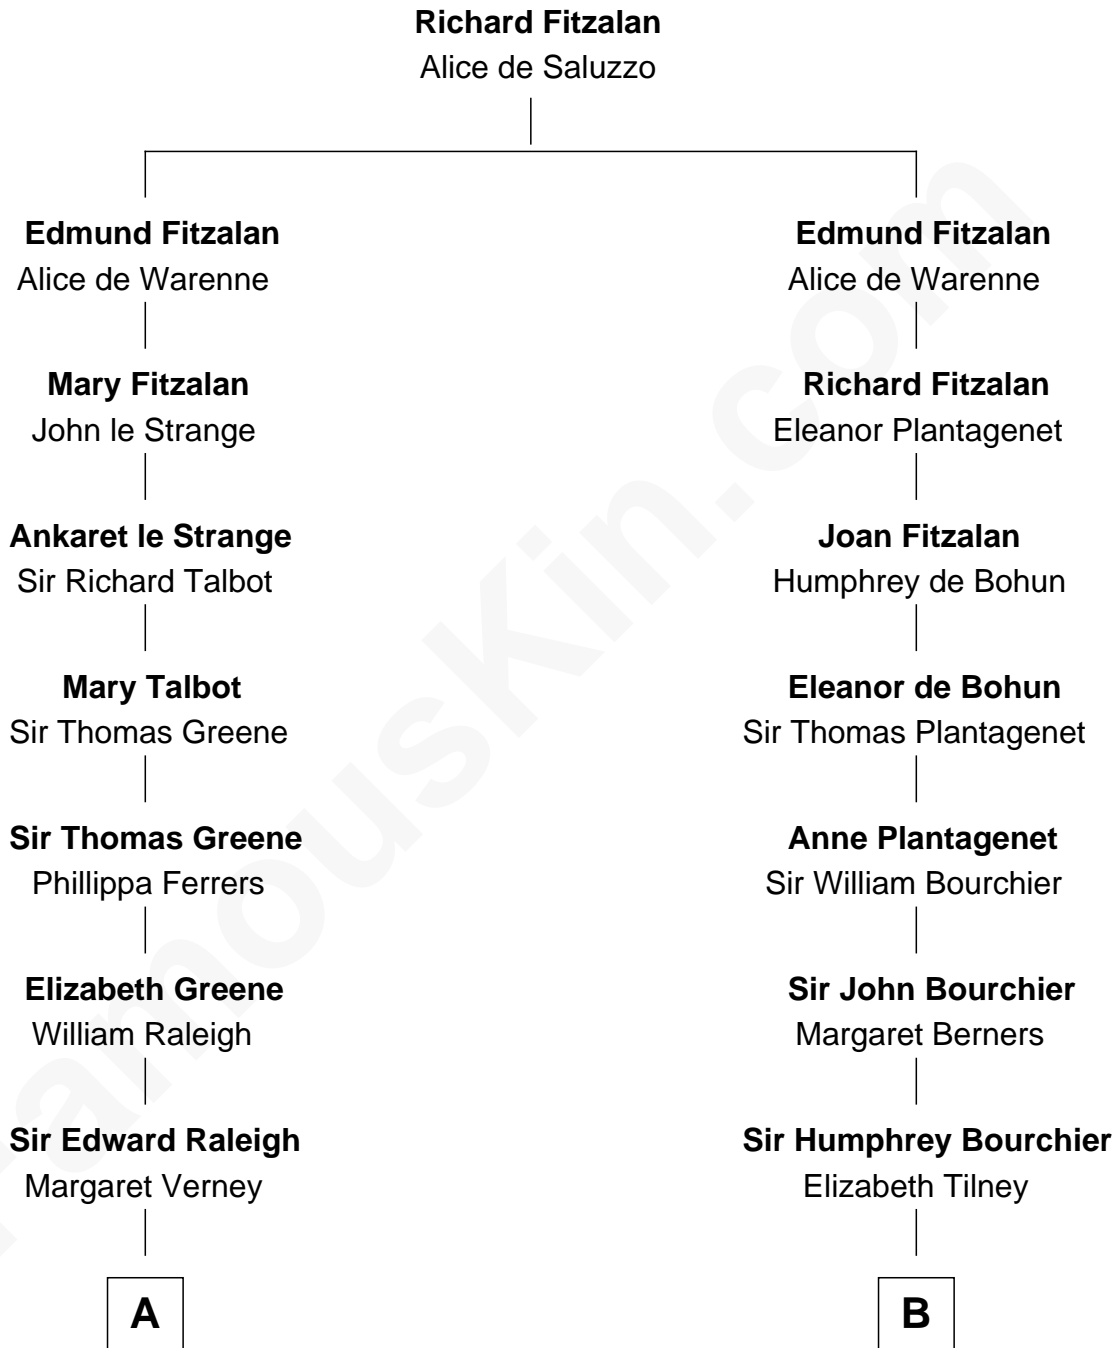 Richard Fitzalan
Alice de Saluzzo
Edmund Fitzalan
Alice de Warenne
Mary Fitzalan
John le Strange
Ankaret le Strange
Sir Richard Talbot
Mary Talbot
Sir Thomas Greene
Sir Thomas Greene
Phillippa Ferrers
Elizabeth Greene
William Raleigh
Sir Edward Raleigh
Margaret Verney
A
Edmund Fitzalan
Alice de Warenne
Richard Fitzalan
Eleanor Plantagenet
Joan Fitzalan
Humphrey de Bohun
Eleanor de Bohun
Sir Thomas Plantagenet
Anne Plantagenet
Sir William Bourchier
Sir John Bourchier
Margaret Berners
Sir Humphrey Bourchier
Elizabeth Tilney
B
FamousKin.com